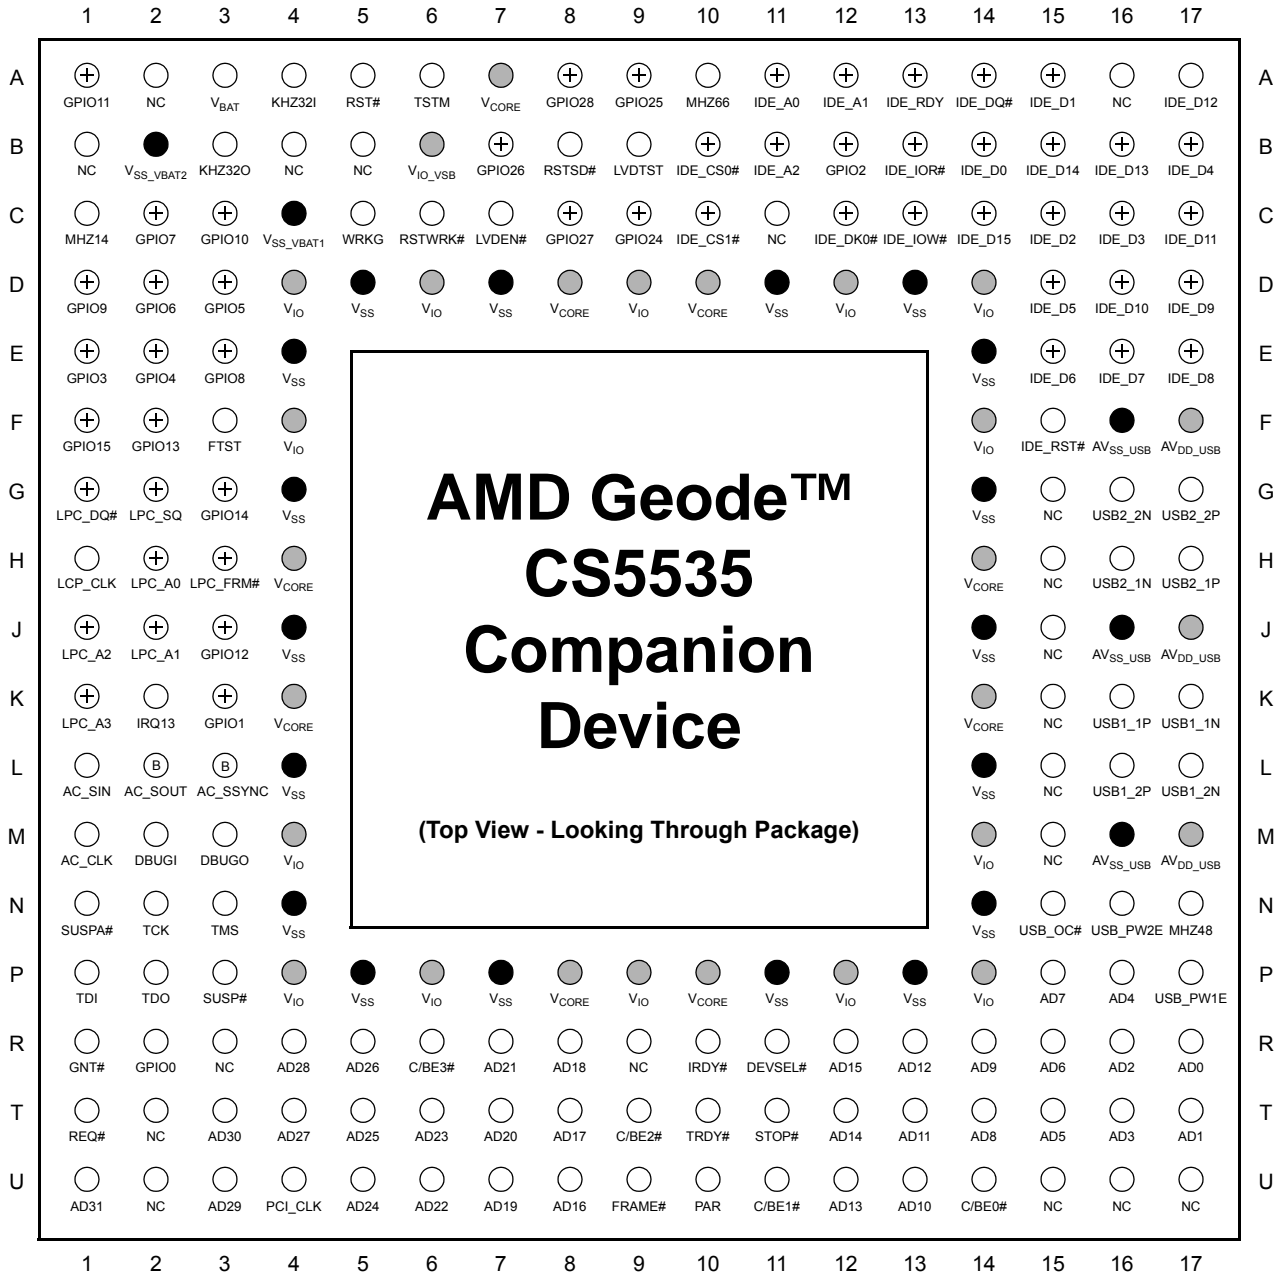 1 2 3 4 5 6 7 8 9 10 11 12 13 14 15 16 17
A A
GPIO11 NC VBAT KHZ32I RST# TSTM VCORE GPIO28 GPIO25 MHZ66 IDE_A0 IDE_A1 IDE_RDY IDE_DQ# IDE_D1 NC IDE_D12
B B
NC VSS_VBAT2 KHZ32O NC NC VIO_VSB GPIO26 RSTSD# LVDTST IDE_CS0# IDE_A2 GPIO2 IDE_IOR# IDE_D0 IDE_D14 IDE_D13 IDE_D4
C C
MHZ14 GPIO7 GPIO10 VSS_VBAT1 WRKG RSTWRK# LVDEN# GPIO27 GPIO24 IDE_CS1# NC IDE_DK0# IDE_IOW# IDE_D15 IDE_D2 IDE_D3 IDE_D11
D D
GPIO9 GPIO6 GPIO5 VIO VSS VIO VSS VCORE VIO VCORE VSS VIO VSS VIO IDE_D5 IDE_D10 IDE_D9
E E
GPIO3 GPIO4 GPIO8 VSS VSS IDE_D6 IDE_D7 IDE_D8
F F
GPIO15 GPIO13 FTST VIO VIO IDE_RST# AVSS_USB AVDD_USB
G G
LPC_DQ# LPC_SQ GPIO14 VSS VSS NC USB2_2N USB2_2P
H H
LCP_CLK LPC_A0 LPC_FRM# VCORE VCORE NC USB2_1N USB2_1P
J J
LPC_A2 LPC_A1 GPIO12 VSS VSS NC AVSS_USB AVDD_USB
K K
LPC_A3 IRQ13 GPIO1 VCORE VCORE NC USB1_1P USB1_1N
L B B L
AC_SIN AC_SOUT AC_SSYNC VSS VSS NC USB1_2P USB1_2N
M M
AC_CLK DBUGI DBUGO VIO VIO NC AVSS_USB AVDD_USB
N N
SUSPA# TCK TMS VSS VSS USB_OC# USB_PW2E MHZ48
AMD Geode™
CS5535
Companion
Device
(Top View - Looking Through Package)
P P
TDI TDO SUSP# VIO VSS VIO VSS VCORE VIO VCORE VSS VIO VSS VIO AD7 AD4 USB_PW1E
R R
GNT# GPIO0 NC AD28 AD26 C/BE3# AD21 AD18 NC IRDY# DEVSEL# AD15 AD12 AD9 AD6 AD2 AD0
T T
REQ# NC AD30 AD27 AD25 AD23 AD20 AD17 C/BE2# TRDY# STOP# AD14 AD11 AD8 AD5 AD3 AD1
U U
AD31 NC AD29 PCI_CLK AD24 AD22 AD19 AD16 FRAME# PAR C/BE1# AD13 AD10 C/BE0# NC NC NC
1 2 3 4 5 6 7 8 9 10 11 12 13 14 15 16 17